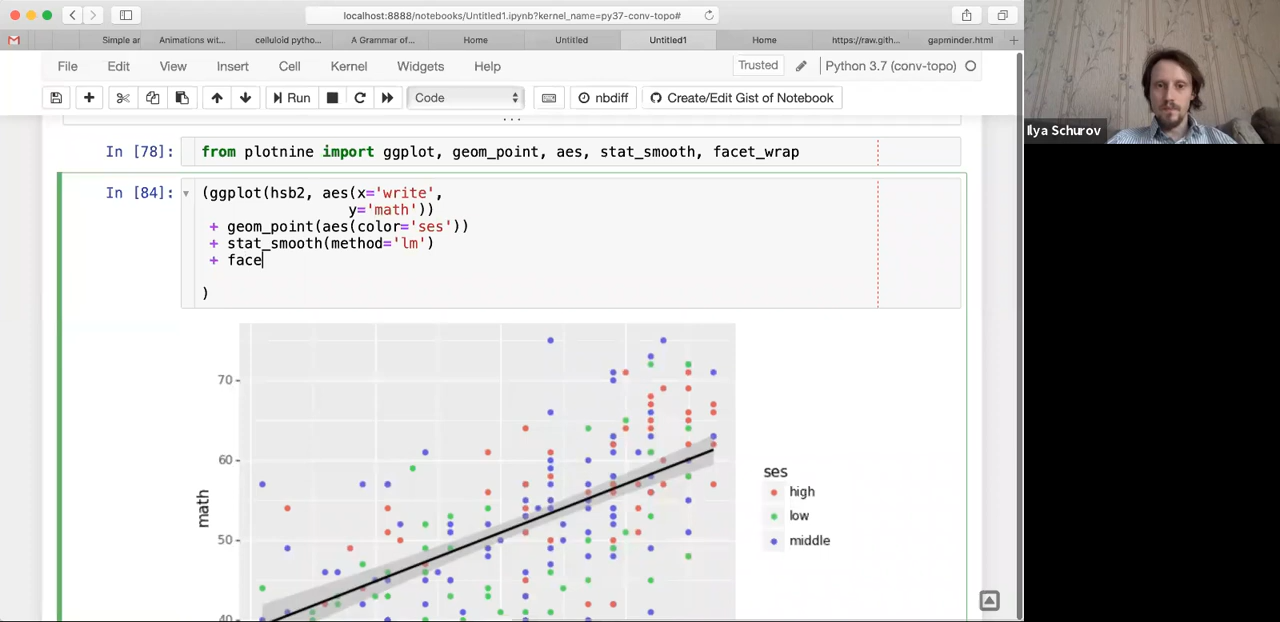 localhost:8888/notebooks/Untitled1.ipynb?kernel_name=py37-conv-topo#
Simple ar Animations wit... celluloid pytho... A Grammar of... Home Untitled Untitled1 Home https://raw.gith... gapminder.html
File Edit View Insert Cell Kernel Widgets Help Trusted Python 3.7 (conv-topo)
Run Code nbdiff Create/Edit Gist of Notebook
...
In [78]: from plotnine import ggplot, geom_point, aes, stat_smooth, facet_wrap
In [84]: (ggplot(hsb2, aes(x='write',
y='math'))
+ geom_point(aes(color='ses'))
+ stat_smooth(method='lm')
+ face
)
70
60
50
40
math
ses
high
low
middle
Ilya Schurov